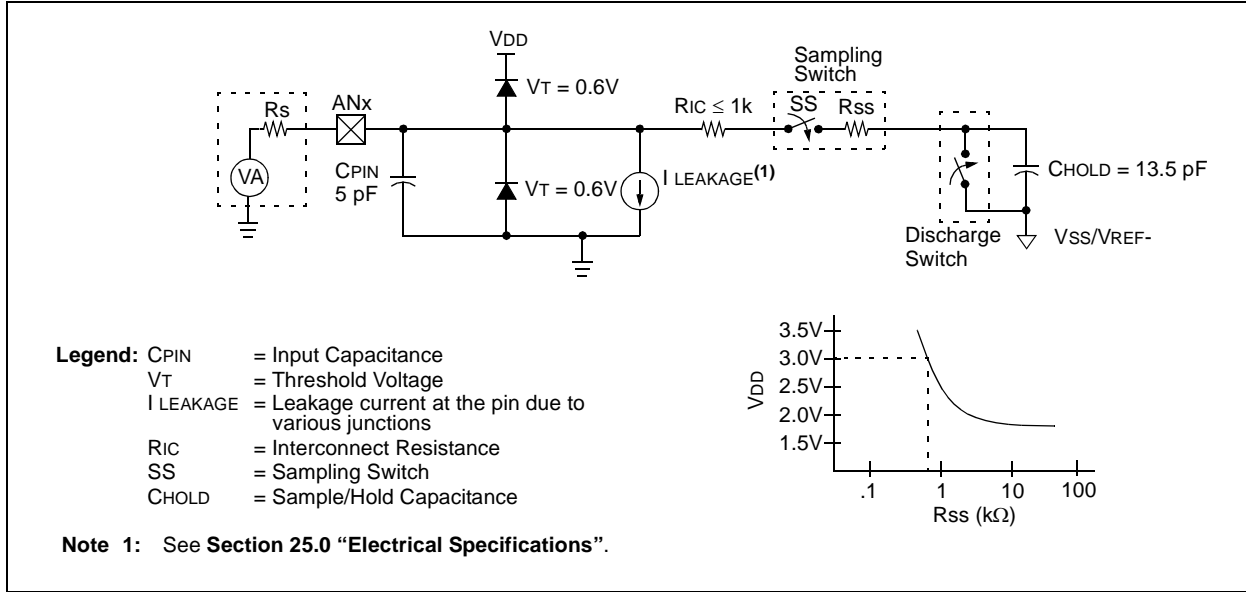 VDD
Sampling
Switch
VT = 0.6V
Rs
ANx
RIC ≤ 1k
SS
RSS
VA
CPIN
5 pF
VT = 0.6V
I LEAKAGE(1)
CHOLD = 13.5 pF
Discharge
Switch
VSS/VREF-
Legend: CPIN = Input Capacitance
VT = Threshold Voltage
I LEAKAGE = Leakage current at the pin due to
various junctions
RIC = Interconnect Resistance
SS = Sampling Switch
CHOLD = Sample/Hold Capacitance
VDD
3.5V
3.0V
2.5V
2.0V
1.5V
.1 1 10 100
Rss (kΩ)
Note 1: See Section 25.0 “Electrical Specifications”.